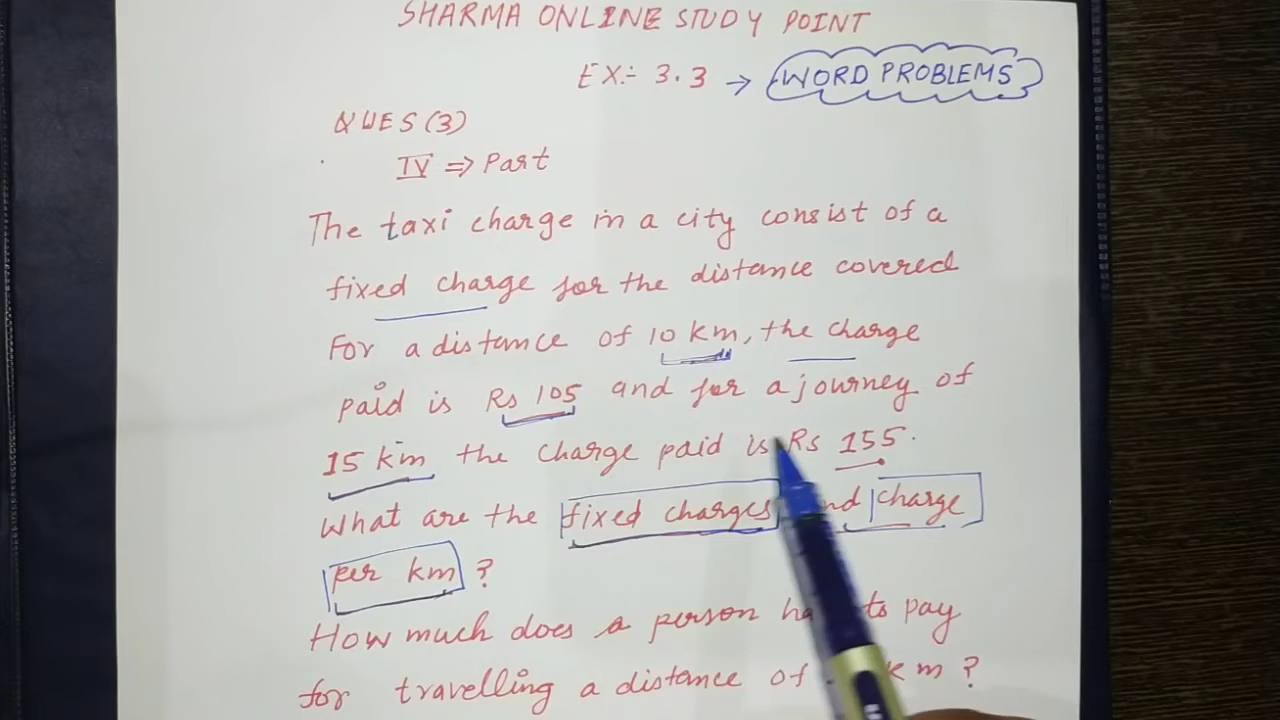 SHARMA ONLINE STUDY POINT
EX:- 3.3 → WORD PROBLEMS
QUES (3)
IV ⇒ Part
The taxi charge in a city consist of a
fixed charge for the distance covered
For a distance of 10 km, the charge
paid is Rs 105 and for a journey of
15 km the charge paid is Rs 155.
What are the fixed charges and charge
per km ?
How much does a person to pay
for travelling a distance of km ?